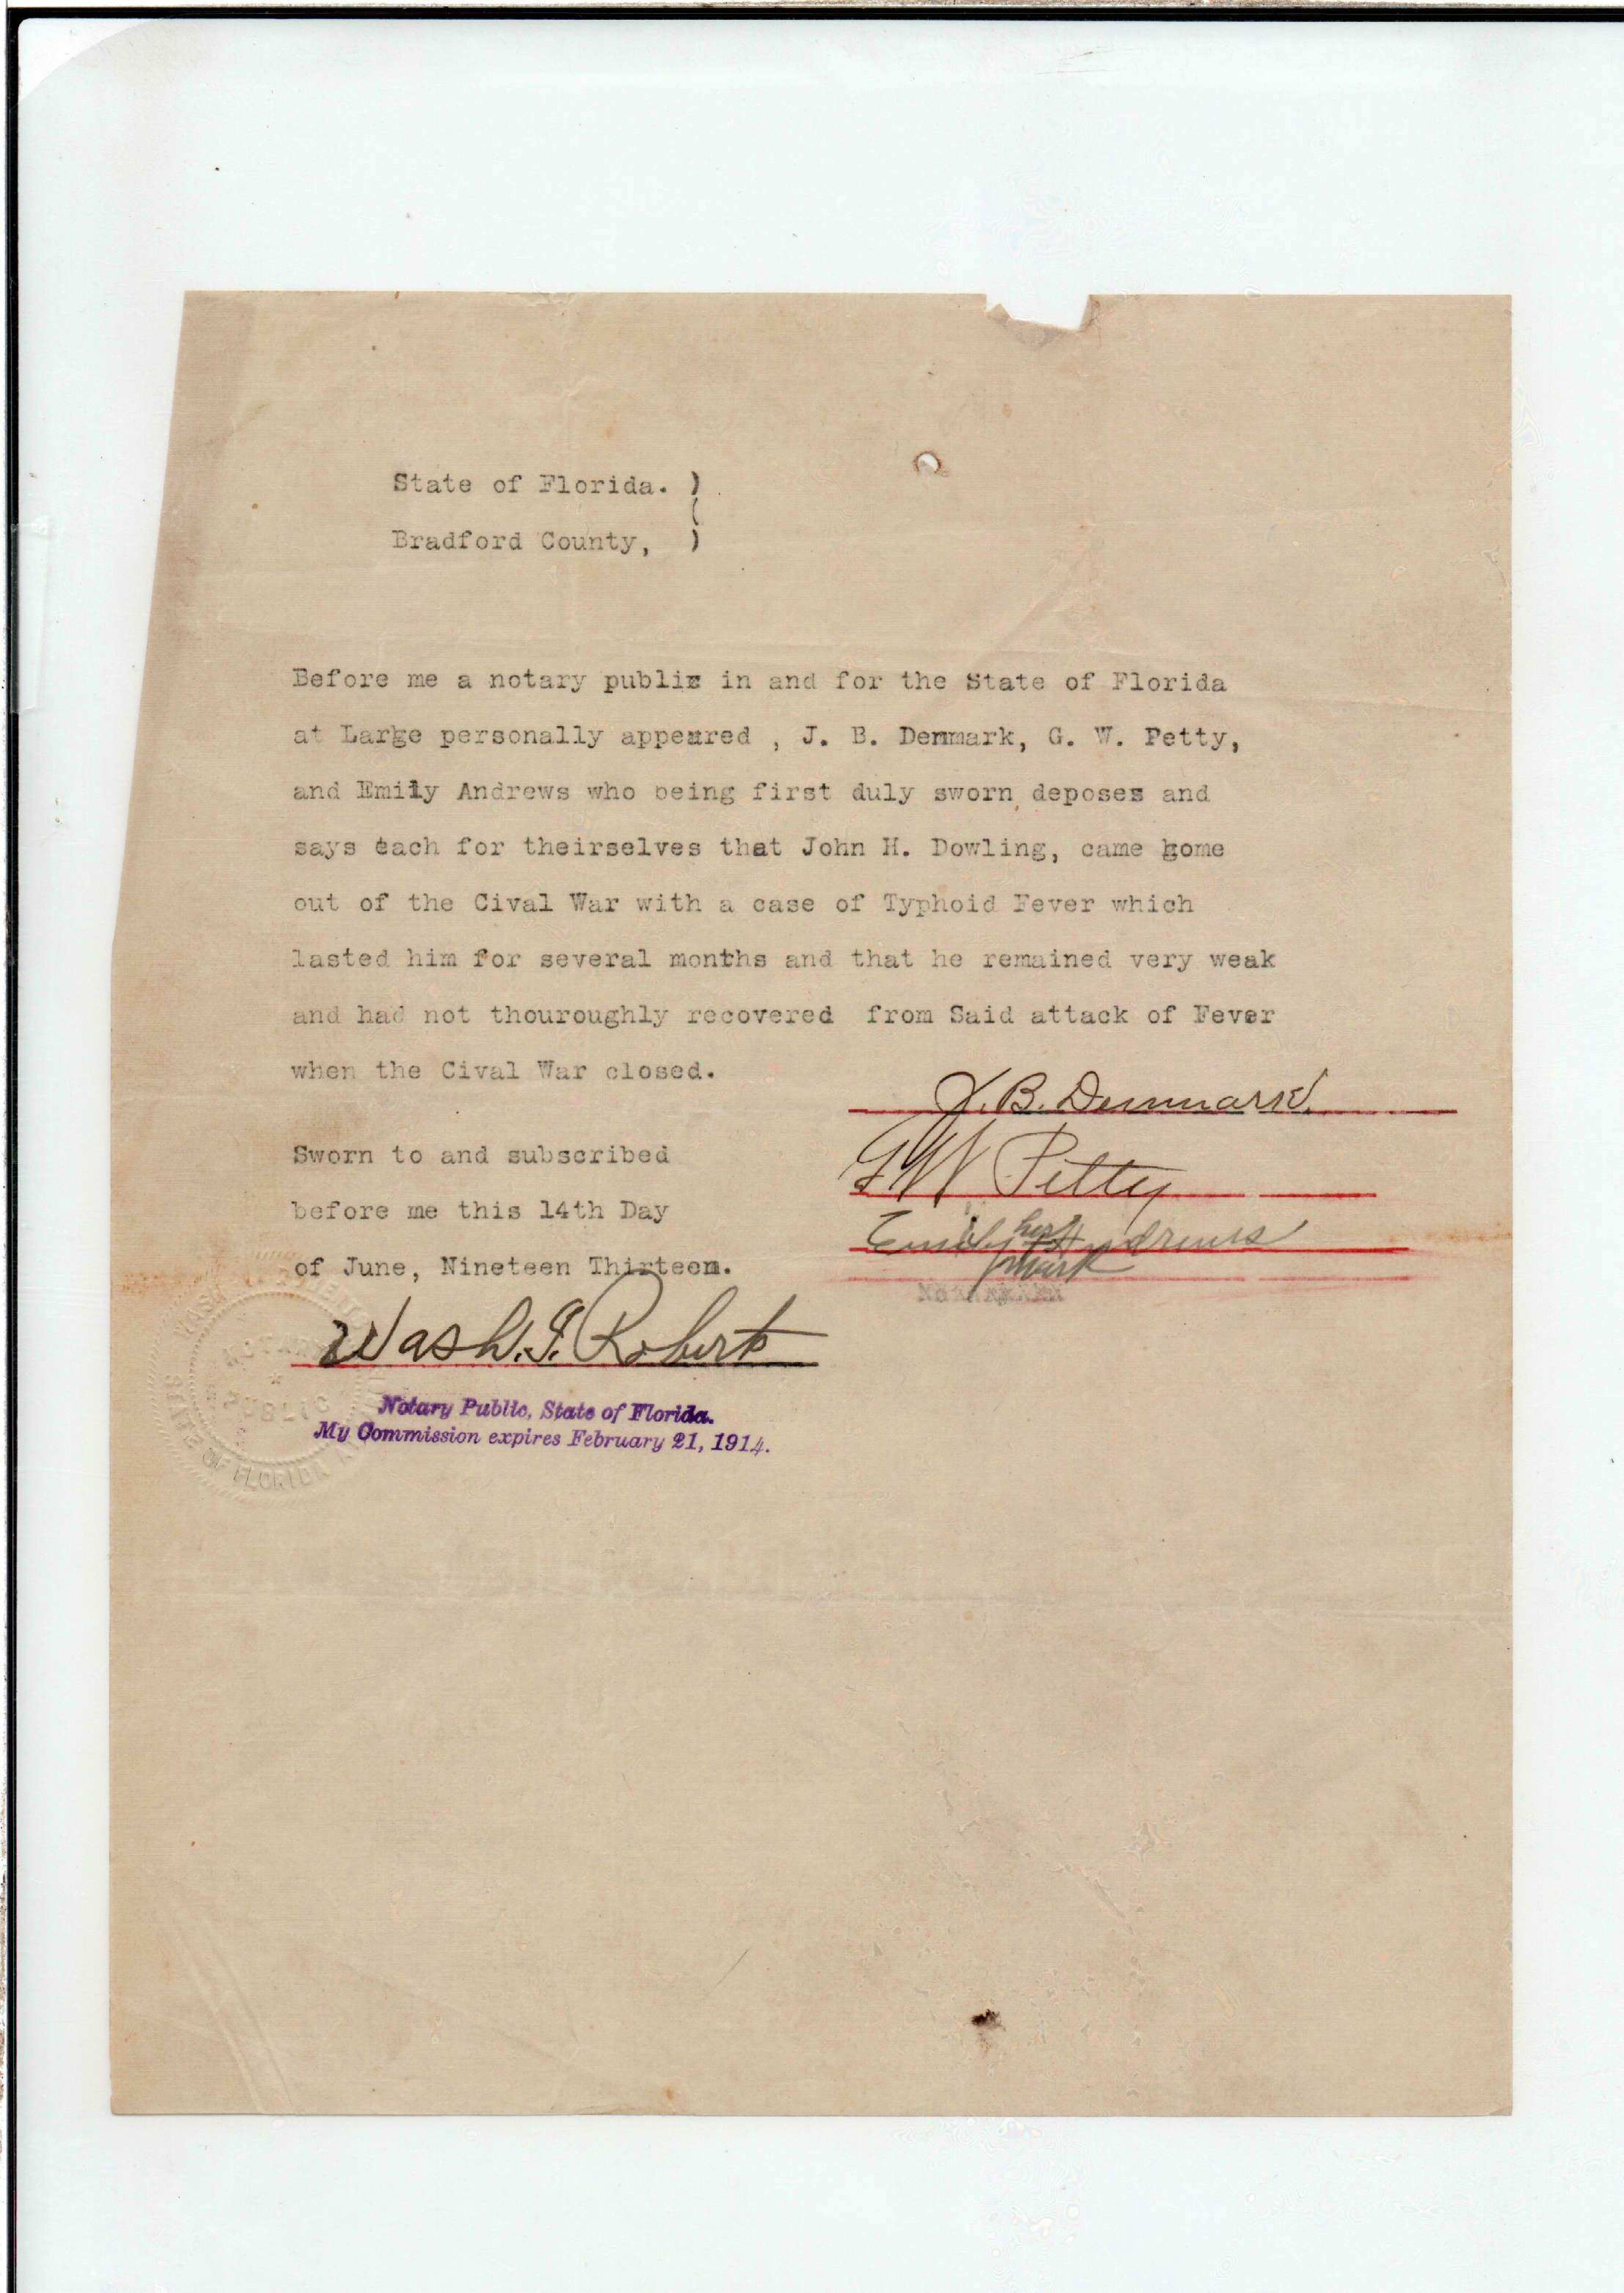 State of Florida. )
(
Bradford County, )
Before me a notary public in and for the State of Florida
at Large personally appeared , J. B. Denmark, G. W. Petty,
and Emily Andrews who being first duly sworn, deposes and
says each for theirselves that John H. Dowling, came home
out of the Cival War with a case of Typhoid Fever which
lasted him for several months and that he remained very weak
and had not thouroughly recovered from Said attack of Fever
when the Cival War closed.
J. B. Denmark
Sworn to and subscribed
G W Petty
before me this 14th Day
her
Emily X Andrews
mark
of June, Nineteen Thirteen.
Wash. G. Roberts
Notary Public, State of Florida.
My Commission expires February 21, 1914.
WASH
NOTARY
PUBLIC
STATE OF FLORIDA